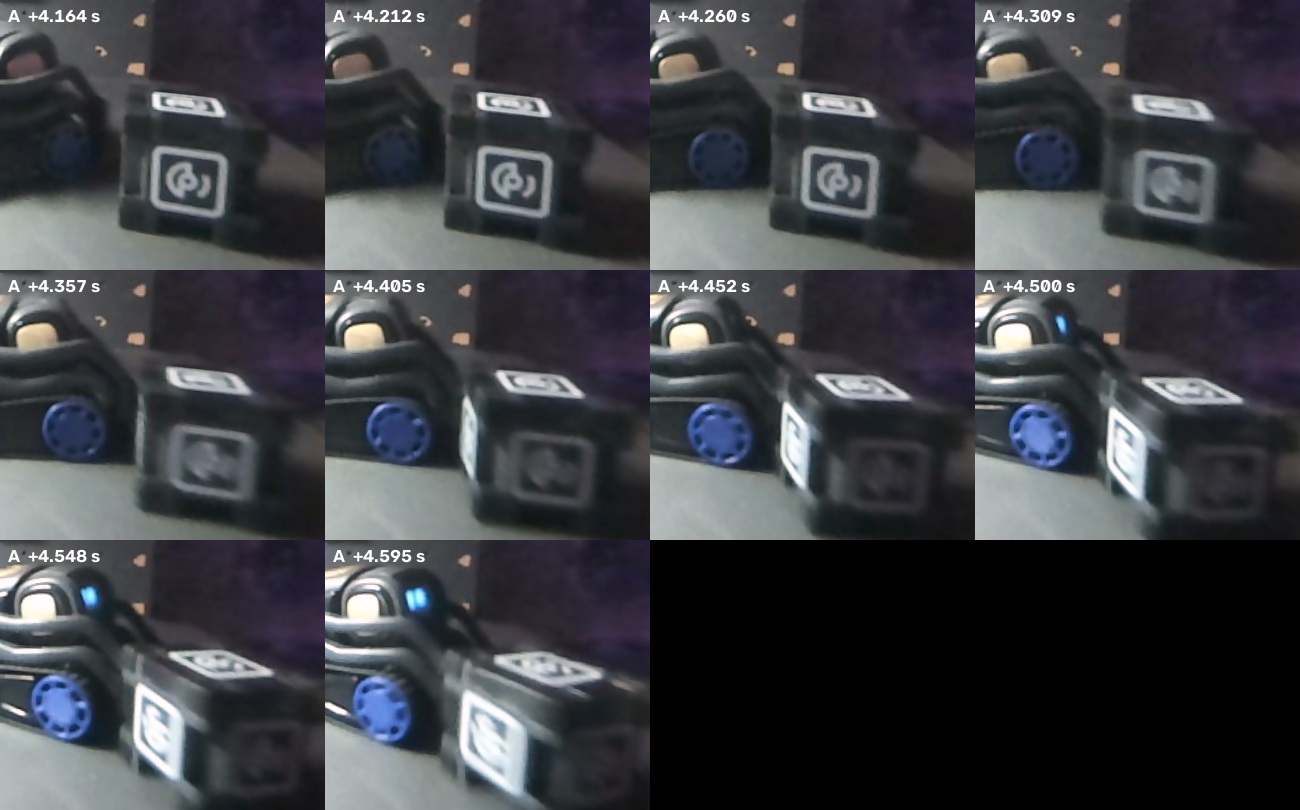 A +4.164 s
A +4.212 s
A +4.260 s
A +4.309 s
A +4.357 s
A +4.405 s
A +4.452 s
A +4.500 s
A +4.548 s
A +4.595 s